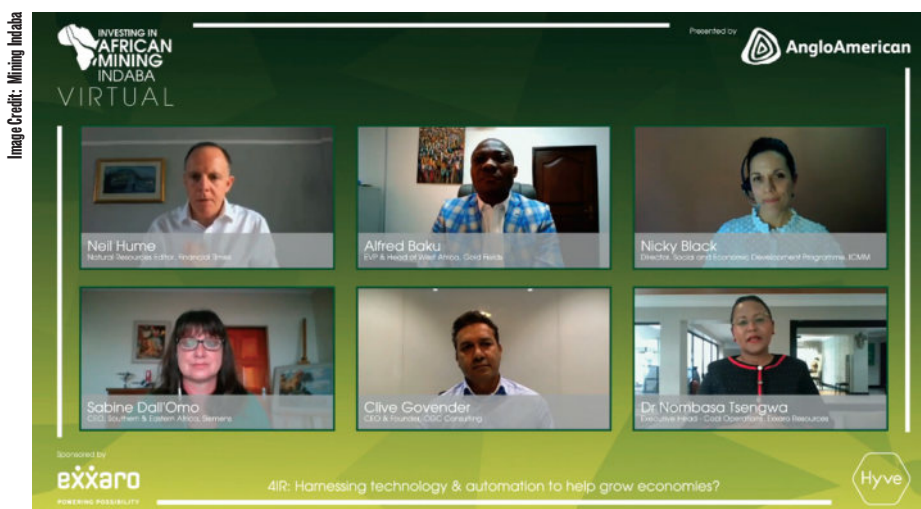 Image Credit: Mining Indaba
INVESTING IN
AFRICAN
MINING
INDABA
VIRTUAL
Presented by
AngloAmerican
Neil Hume
Natural Resources Editor, Financial Times
Alfred Baku
EVP & Head of West Africa, Gold Fields
Nicky Black
Director, Social and Economic Development Programme, ICMM
Sabine Dall'Omo
CEO, Southern & Eastern Africa, Siemens
Clive Govender
CEO & Founder, CGC Consulting
Dr Nombasa Tsengwa
Executive Head - Coal Operations, Exxaro Resources
Sponsored by
exxaro
POWERING POSSIBILITY
4IR: Harnessing technology & automation to help grow economies?
Hyve